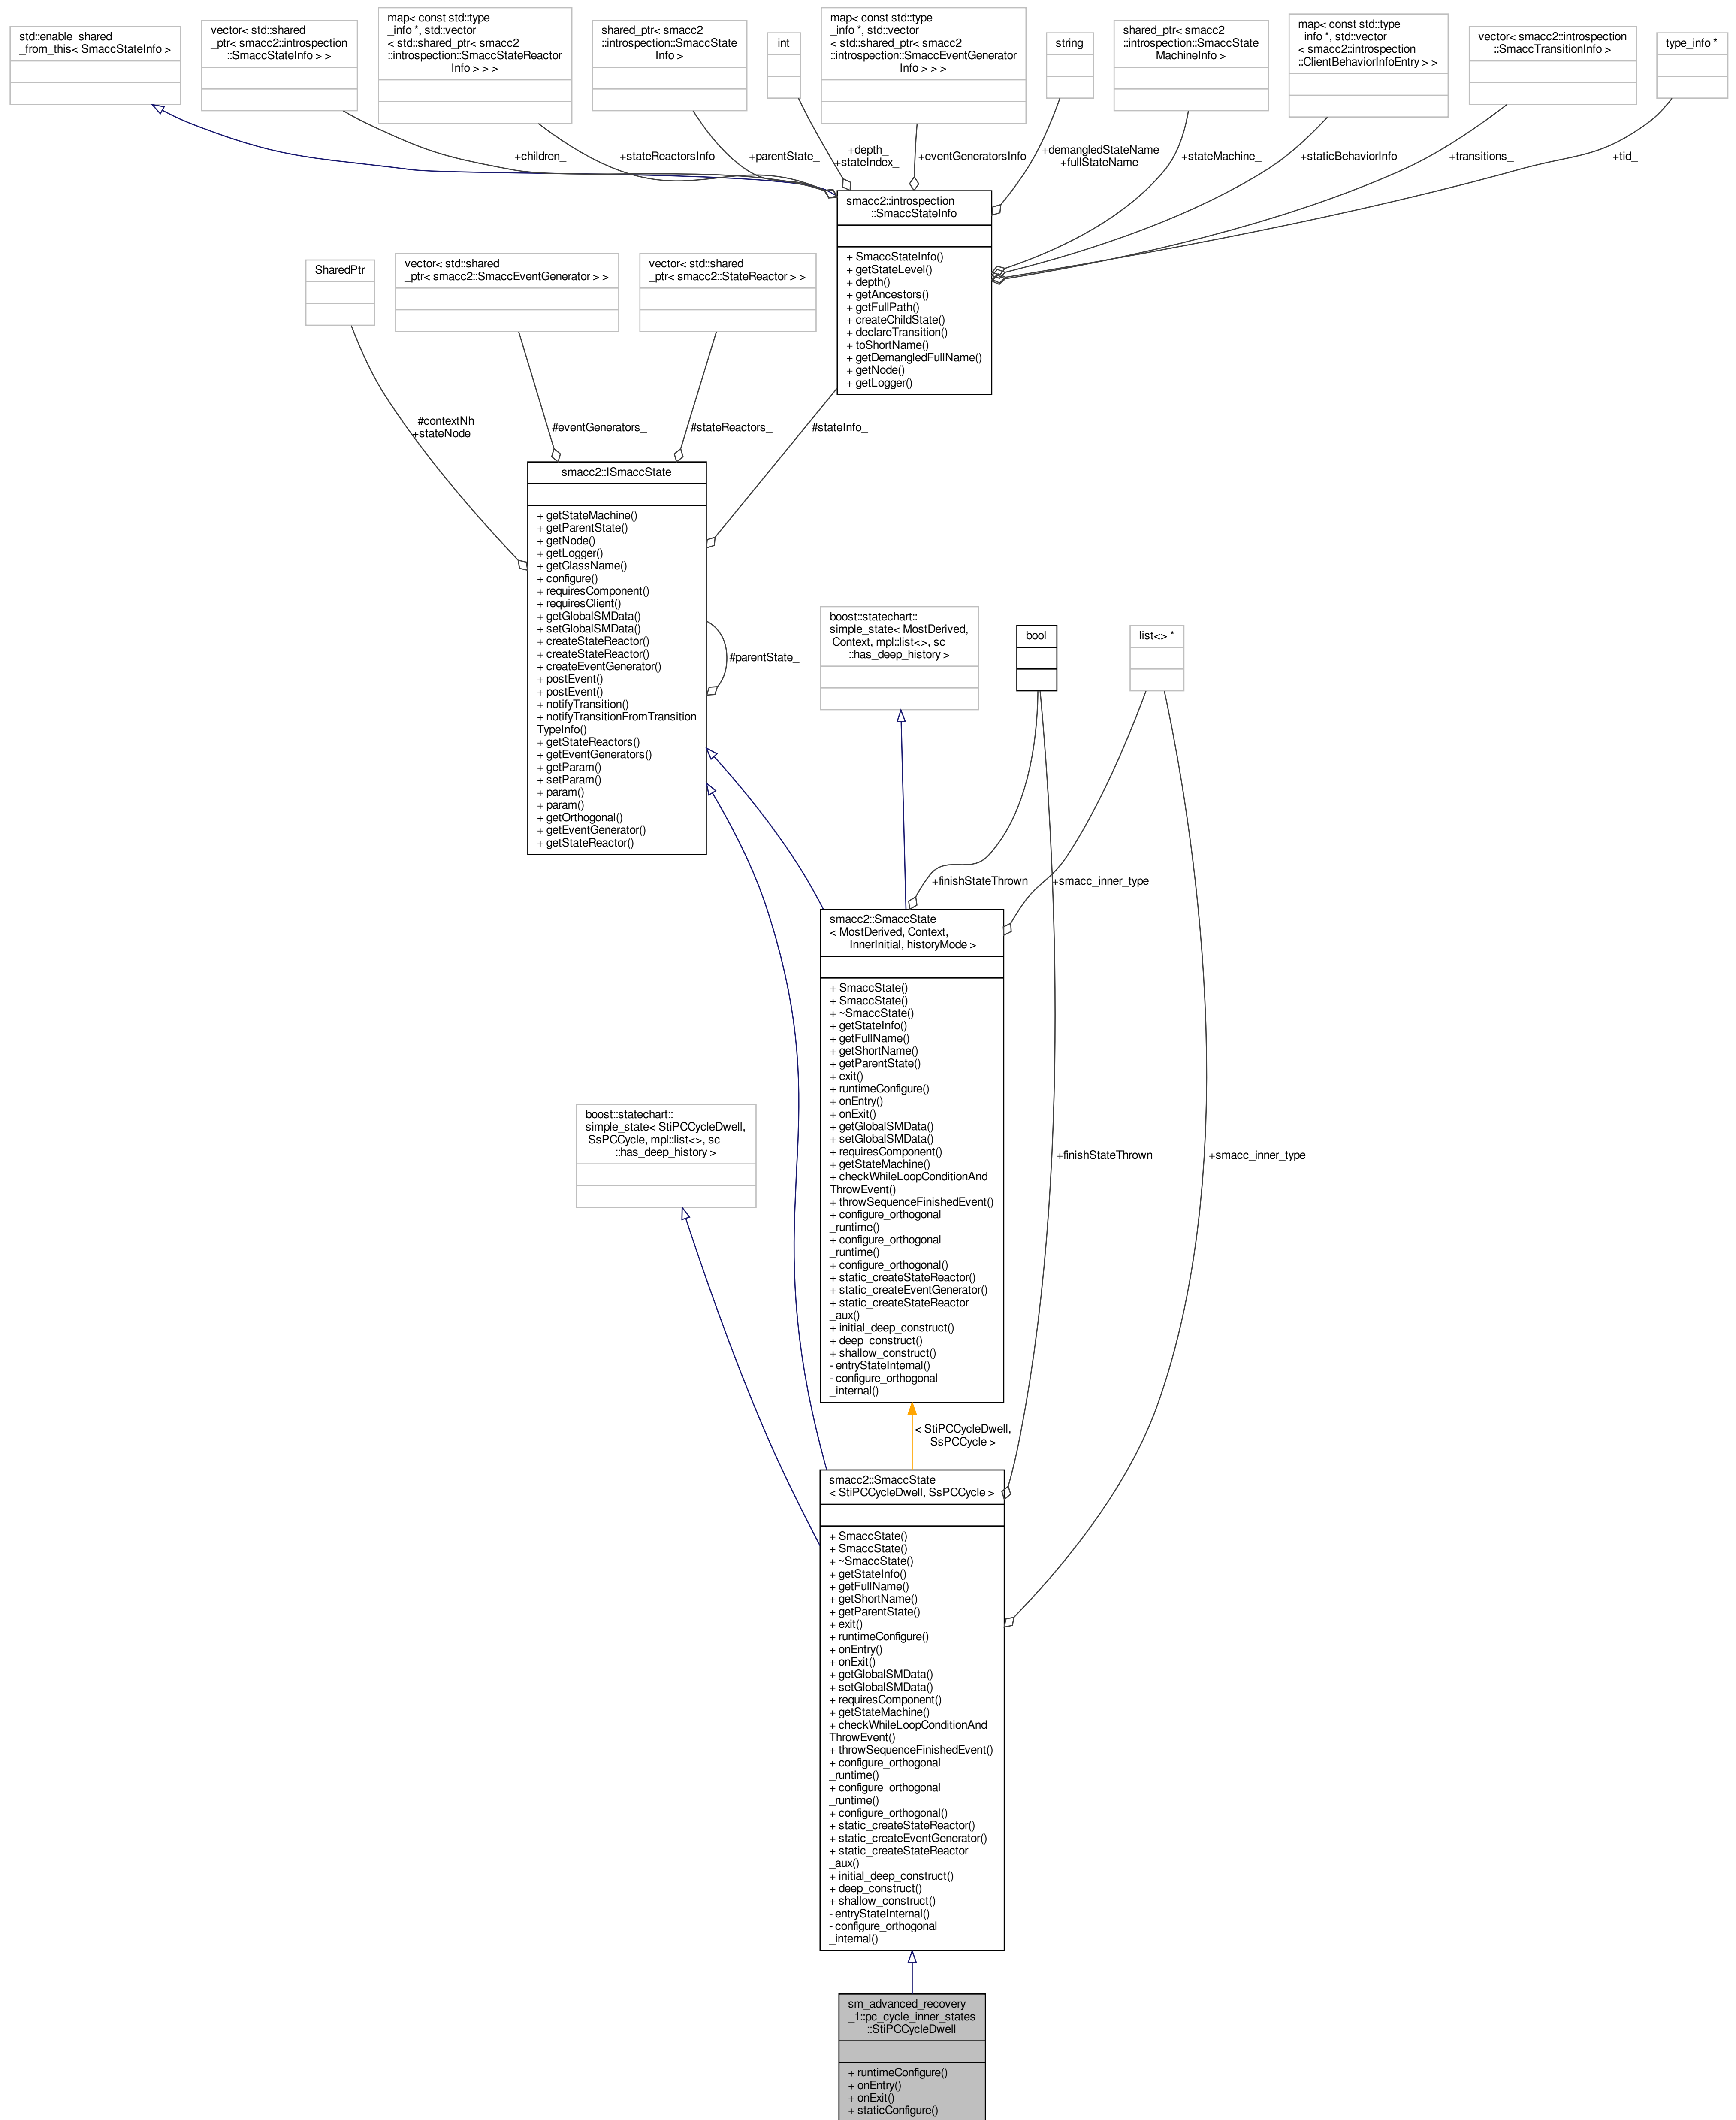 std::enable_shared
_from_this< SmaccStateInfo >
vector< std::shared
_ptr< smacc2::introspection
::SmaccStateInfo > >
map< const std::type
_info *, std::vector
< std::shared_ptr< smacc2
::introspection::SmaccStateReactor
Info > > >
shared_ptr< smacc2
::introspection::SmaccState
Info >
int
map< const std::type
_info *, std::vector
< std::shared_ptr< smacc2
::introspection::SmaccEventGenerator
Info > > >
string
shared_ptr< smacc2
::introspection::SmaccState
MachineInfo >
map< const std::type
_info *, std::vector
< smacc2::introspection
::ClientBehaviorInfoEntry > >
vector< smacc2::introspection
::SmaccTransitionInfo >
type_info *
+children_
+stateReactorsInfo
+parentState_
+depth_
+stateIndex_
+eventGeneratorsInfo
+demangledStateName
+fullStateName
+stateMachine_
+staticBehaviorInfo
+transitions_
+tid_
smacc2::introspection
::SmaccStateInfo
+ SmaccStateInfo()
+ getStateLevel()
+ depth()
+ getAncestors()
+ getFullPath()
+ createChildState()
+ declareTransition()
+ toShortName()
+ getDemangledFullName()
+ getNode()
+ getLogger()
SharedPtr
vector< std::shared
_ptr< smacc2::SmaccEventGenerator > >
vector< std::shared
_ptr< smacc2::StateReactor > >
#contextNh
+stateNode_
#eventGenerators_
#stateReactors_
#stateInfo_
smacc2::ISmaccState
+ getStateMachine()
+ getParentState()
+ getNode()
+ getLogger()
+ getClassName()
+ configure()
+ requiresComponent()
+ requiresClient()
+ getGlobalSMData()
+ setGlobalSMData()
+ createStateReactor()
+ createStateReactor()
+ createEventGenerator()
+ postEvent()
+ postEvent()
+ notifyTransition()
+ notifyTransitionFromTransition
TypeInfo()
+ getStateReactors()
+ getEventGenerators()
+ getParam()
+ setParam()
+ param()
+ param()
+ getOrthogonal()
+ getEventGenerator()
+ getStateReactor()
#parentState_
boost::statechart::
simple_state< MostDerived,
Context, mpl::list<>, sc
::has_deep_history >
bool
list<> *
+finishStateThrown
+smacc_inner_type
smacc2::SmaccState
< MostDerived, Context,
InnerInitial, historyMode >
+ SmaccState()
+ SmaccState()
+ ~SmaccState()
+ getStateInfo()
+ getFullName()
+ getShortName()
+ getParentState()
+ exit()
+ runtimeConfigure()
+ onEntry()
+ onExit()
+ getGlobalSMData()
+ setGlobalSMData()
+ requiresComponent()
+ getStateMachine()
+ checkWhileLoopConditionAnd
ThrowEvent()
+ throwSequenceFinishedEvent()
+ configure_orthogonal
_runtime()
+ configure_orthogonal
_runtime()
+ configure_orthogonal()
+ static_createStateReactor()
+ static_createEventGenerator()
+ static_createStateReactor
_aux()
+ initial_deep_construct()
+ deep_construct()
+ shallow_construct()
- entryStateInternal()
- configure_orthogonal
_internal()
boost::statechart::
simple_state< StiPCCycleDwell,
SsPCCycle, mpl::list<>, sc
::has_deep_history >
+finishStateThrown
+smacc_inner_type
< StiPCCycleDwell,
SsPCCycle >
smacc2::SmaccState
< StiPCCycleDwell, SsPCCycle >
+ SmaccState()
+ SmaccState()
+ ~SmaccState()
+ getStateInfo()
+ getFullName()
+ getShortName()
+ getParentState()
+ exit()
+ runtimeConfigure()
+ onEntry()
+ onExit()
+ getGlobalSMData()
+ setGlobalSMData()
+ requiresComponent()
+ getStateMachine()
+ checkWhileLoopConditionAnd
ThrowEvent()
+ throwSequenceFinishedEvent()
+ configure_orthogonal
_runtime()
+ configure_orthogonal
_runtime()
+ configure_orthogonal()
+ static_createStateReactor()
+ static_createEventGenerator()
+ static_createStateReactor
_aux()
+ initial_deep_construct()
+ deep_construct()
+ shallow_construct()
- entryStateInternal()
- configure_orthogonal
_internal()
sm_advanced_recovery
_1::pc_cycle_inner_states
::StiPCCycleDwell
+ runtimeConfigure()
+ onEntry()
+ onExit()
+ staticConfigure()